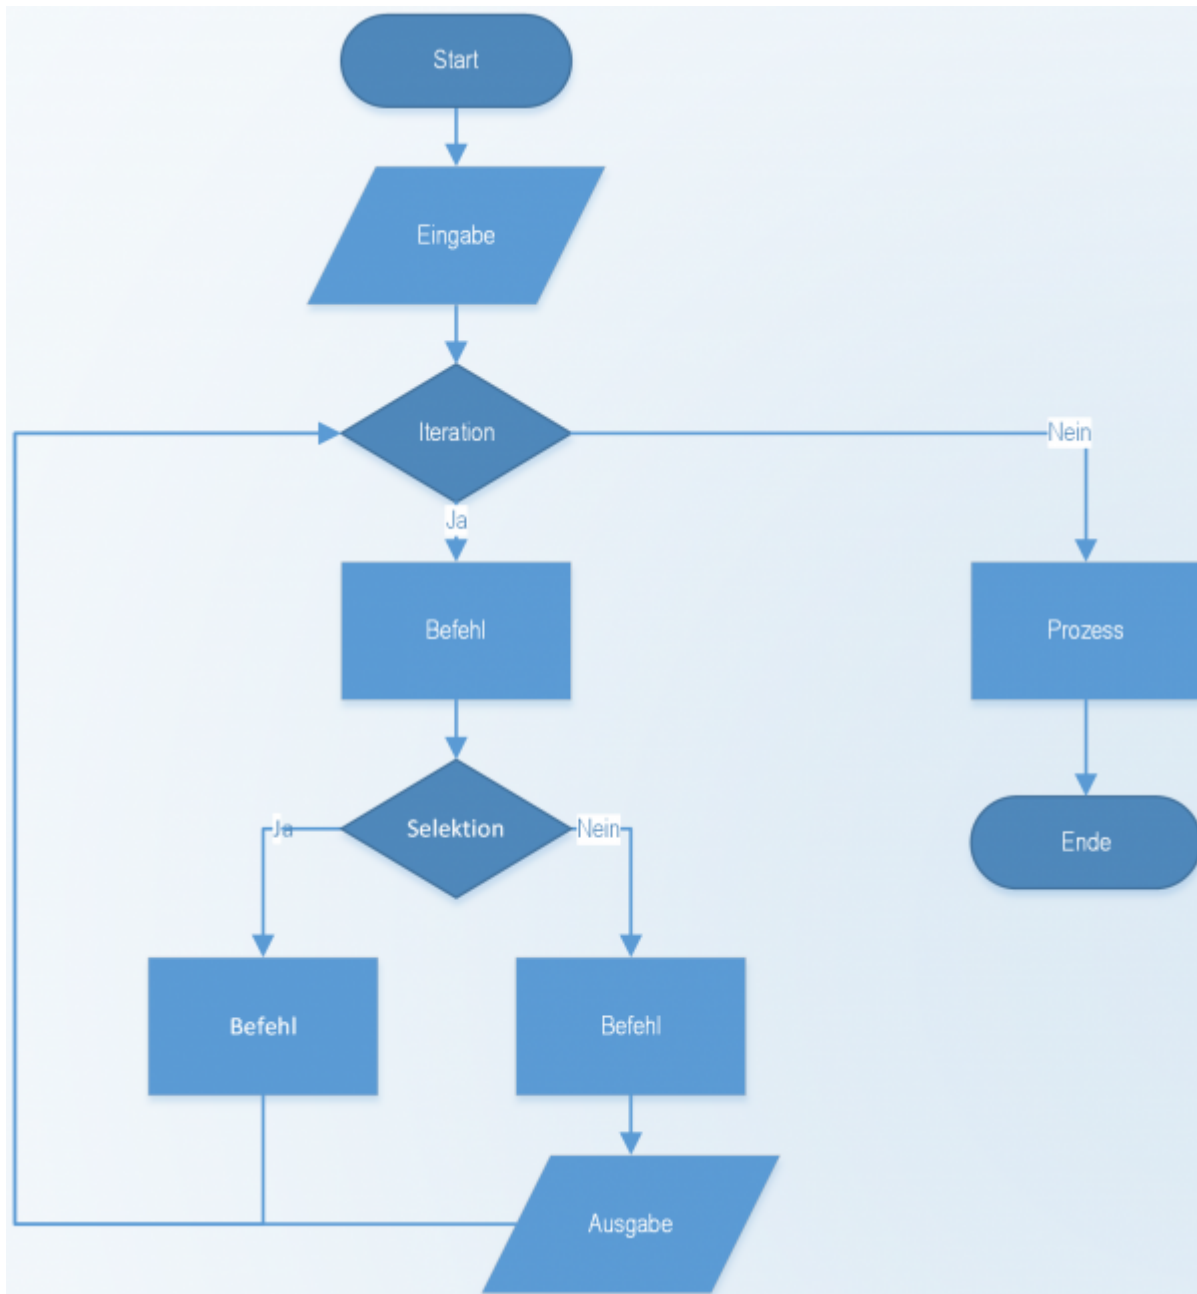 Start
Eingabe
Iteration
Nein
Ja
Befehl
Prozess
Selektion
Ja
Nein
Ende
Befehl
Befehl
Ausgabe